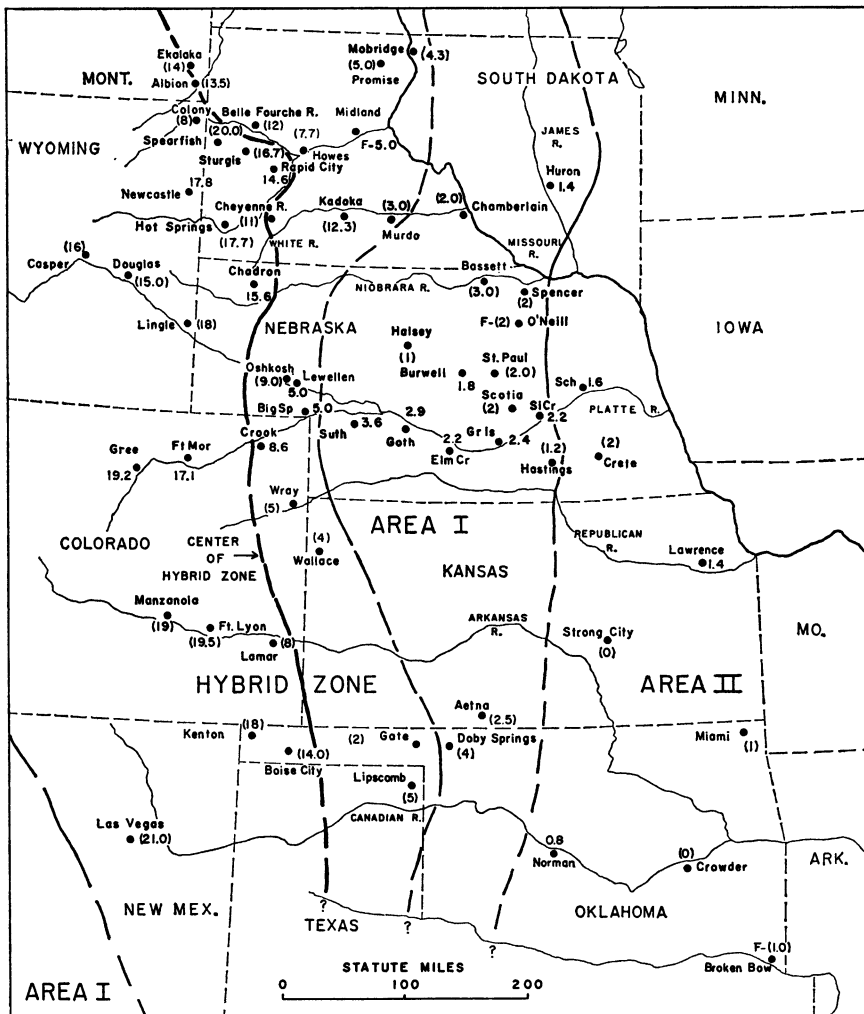 Ekalaka
(14)
Albion
(13.5)
MONT.
Mobridge
(4.3)
(5.0)
Promise
SOUTH DAKOTA
MINN.
Colony
(8)
Belle Fourche R.
(12)
Midland
F-5.0
JAMES
R.
WYOMING
(20.0)
Spearfish
Sturgis
(16.7)
(7.7)
Howes
Rapid City
14.6
Huron
1.4
Newcastle
17.8
Cheyenne R.
(11)
Kadoka
(12.3)
(3.0)
Murdo
(2.0)
Chamberlain
Hot Springs
(17.7)
WHITE R.
MISSOURI
R.
(16)
Casper
Douglas
(15.0)
Chadron
15.6
NIOBRARA R.
Bassett
(3.0)
Spencer
(2)
Lingle
(18)
NEBRASKA
F-(2)
O'Neill
IOWA
Halsey
(1)
Oshkosh
(9.0)
Lewellen
5.0
Burwell
1.8
St. Paul
(2.0)
Sch
1.6
Big Sp
5.0
Scotia
(2)
SlCr
2.2
PLATTE R.
Suth
3.6
2.9
Goth
2.2
Elm Cr
Gr Is
2.4
Crook
8.6
(1.2)
Hastings
(2)
Crete
Gree
19.2
Ft Mor
17.1
Wray
(5)
AREA I
COLORADO
CENTER
OF
HYBRID ZONE
(4)
Wallace
KANSAS
REPUBLICAN
R.
Lawrence
1.4
Manzanola
(19)
Ft. Lyon
(19.5)
Lamar
(8)
ARKANSAS
R.
Strong City
(0)
MO.
HYBRID ZONE
AREA III
Aetna
(2.5)
Kenton
(18)
(14.0)
Boise City
(2)
Gate
Doby Springs
(4)
Miami
(1)
Lipscomb
(5)
CANADIAN R.
Las Vegas
(21.0)
0.8
Norman
(0)
Crowder
ARK.
NEW MEX.
?
TEXAS
?
?
OKLAHOMA
F-(1.0)
Broken Bow
STATUTE MILES
0 100 200
AREA I